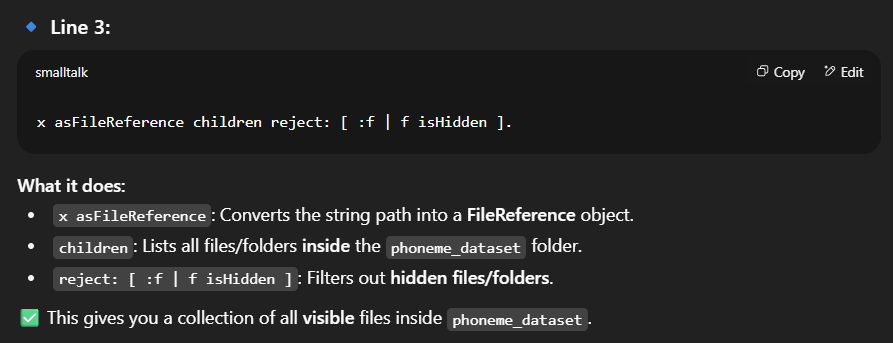 Line 3:
smalltalk
Copy
Edit
x asFileReference children reject: [ :f | f isHidden ].
What it does:
• x asFileReference: Converts the string path into a FileReference object.
• children: Lists all files/folders inside the phoneme_dataset folder.
• reject: [ :f | f isHidden ]: Filters out hidden files/folders.
✅ This gives you a collection of all visible files inside phoneme_dataset.